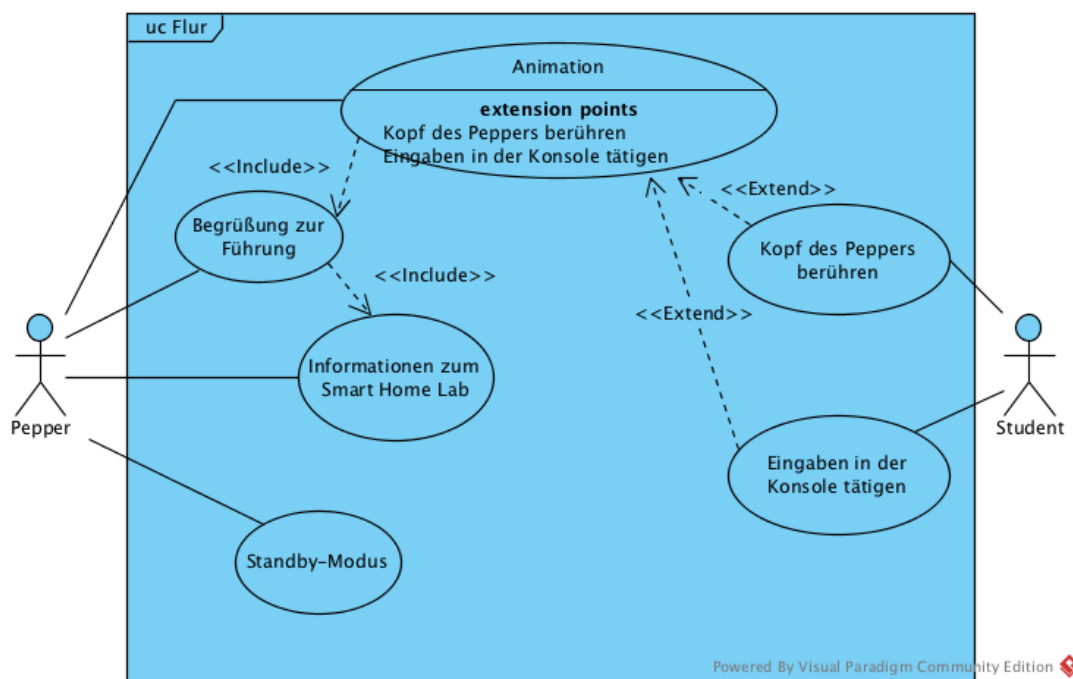 uc Flur
Animation
extension points
Kopf des Peppers berühren
Eingaben in der Konsole tätigen
<<Include>>
<<Extend>>
Begrüßung zur
Führung
Kopf des Peppers
berühren
<<Include>>
<<Extend>>
Informationen zum
Smart Home Lab
Pepper
Student
Eingaben in der
Konsole tätigen
Standby-Modus
Powered By Visual Paradigm Community Edition